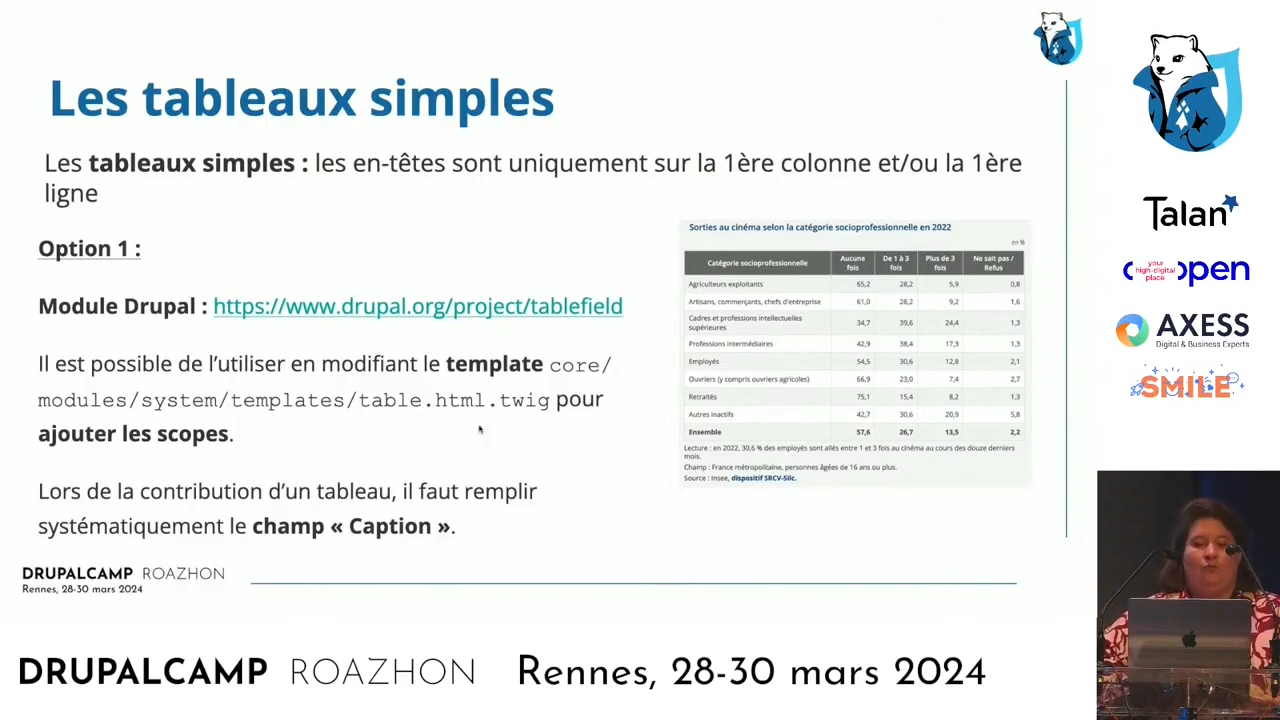 Les tableaux simples
Les tableaux simples : les en-têtes sont uniquement sur la 1ère colonne et/ou la 1ère
ligne
Option 1 :
Module Drupal : https://www.drupal.org/project/tablefield
Il est possible de l’utiliser en modifiant le template core/
modules/system/templates/table.html.twig pour
ajouter les scopes.
Lors de la contribution d’un tableau, il faut remplir
systématiquement le champ « Caption ».
Sorties au cinéma selon la catégorie socioprofessionnelle en 2022
en %
Catégorie socioprofessionnelle Aucune fois De 1 à 3 fois Plus de 3 fois Ne sait pas / Refus
Agriculteurs exploitants 65,2 28,2 5,9 0,8
Artisans, commerçants, chefs d'entreprise 61,0 28,2 9,2 1,6
Cadres et professions intellectuelles supérieures 34,7 39,6 24,4 1,3
Professions intermédiaires 42,9 38,4 17,3 1,3
Employés 54,5 30,6 12,8 2,1
Ouvriers (y compris ouvriers agricoles) 66,9 23,0 7,4 2,7
Retraités 75,1 15,4 8,2 1,3
Autres inactifs 42,7 30,6 20,9 5,8
Ensemble 57,6 26,7 13,5 2,2
Lecture : en 2022, 30,6 % des employés sont allés entre 1 et 3 fois au cinéma au cours des douze derniers
mois.
Champ : France métropolitaine, personnes âgées de 16 ans ou plus.
Source : Insee, dispositif SRCV-Silc.
DRUPALCAMP ROAZHON
Rennes, 28-30 mars 2024
Talan
your
high-digital
place
open
AXESS
Digital & Business Experts
SMILE
DRUPALCAMP ROAZHON Rennes, 28-30 mars 2024